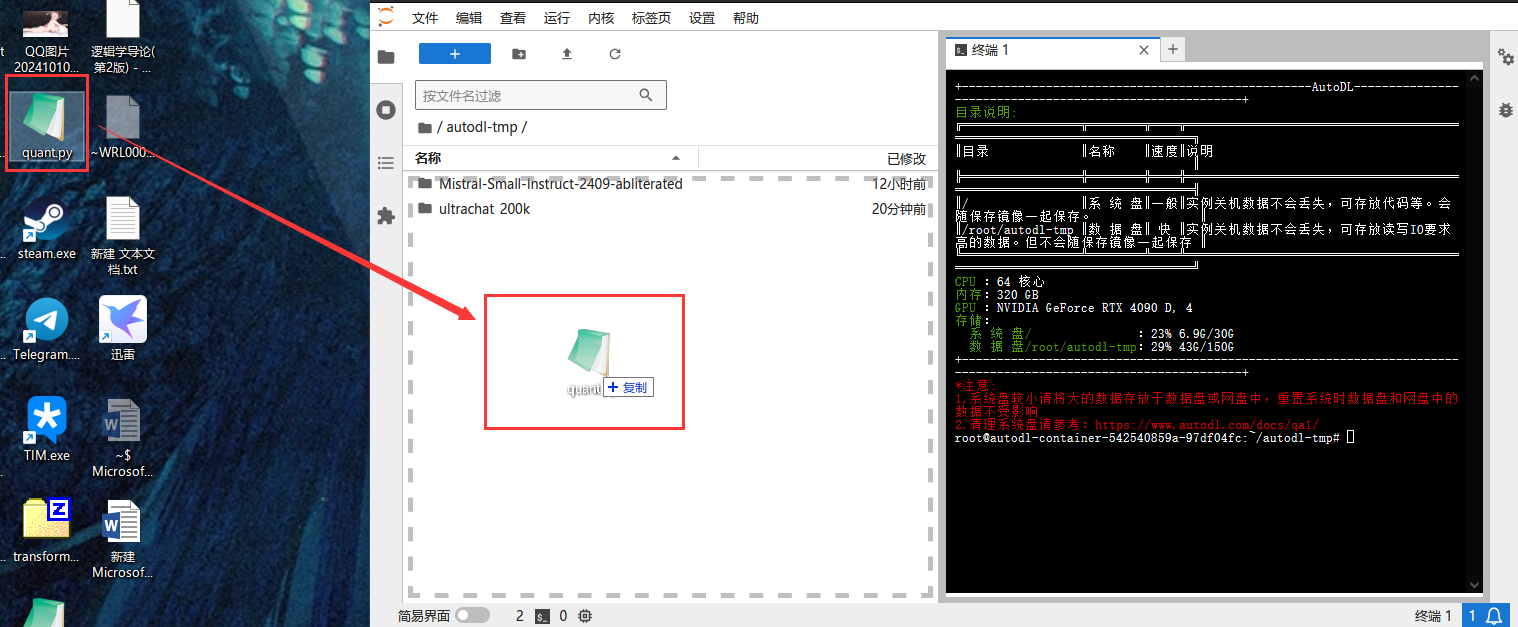 QQ图片
20241010...
逻辑学导论(
第2版) - ...
quant.py
~WRL000...
steam.exe
新建 文本文
档.txt
Telegram....
迅雷
TIM.exe
~$
Microsof...
transform...
新建
Microsof...
文件 编辑 查看 运行 内核 标签页 设置 帮助
按文件名过滤
/ autodl-tmp /
名称 已修改
Mistral-Small-Instruct-2409-abliterated 12小时前
ultrachat_200k 20分钟前
quant
复制
简易界面 2 0
终端 1
AutoDL
目录说明:
目录 名称 速度 说明
/ 系 统 盘 一般 实例关机数据不会丢失，可存放代码等。会
随保存镜像一起保存。
/root/autodl-tmp 数 据 盘 快 实例关机数据不会丢失，可存放读写IO要求
高的数据。但不会随保存镜像一起保存
CPU : 64 核心
内存: 320 GB
GPU : NVIDIA GeForce RTX 4090 D, 4
存储:
系 统 盘/ : 23% 6.9G/30G
数 据 盘/root/autodl-tmp: 29% 43G/150G
*注意:
1.系统盘较小请将大的数据存放于数据盘或网盘中，重置系统时数据盘和网盘中的
数据不受影响
2.清理系统盘请参考: https://www.autodl.com/docs/qa1/
root@autodl-container-542540859a-97df04fc:~/autodl-tmp#
终端 1 1